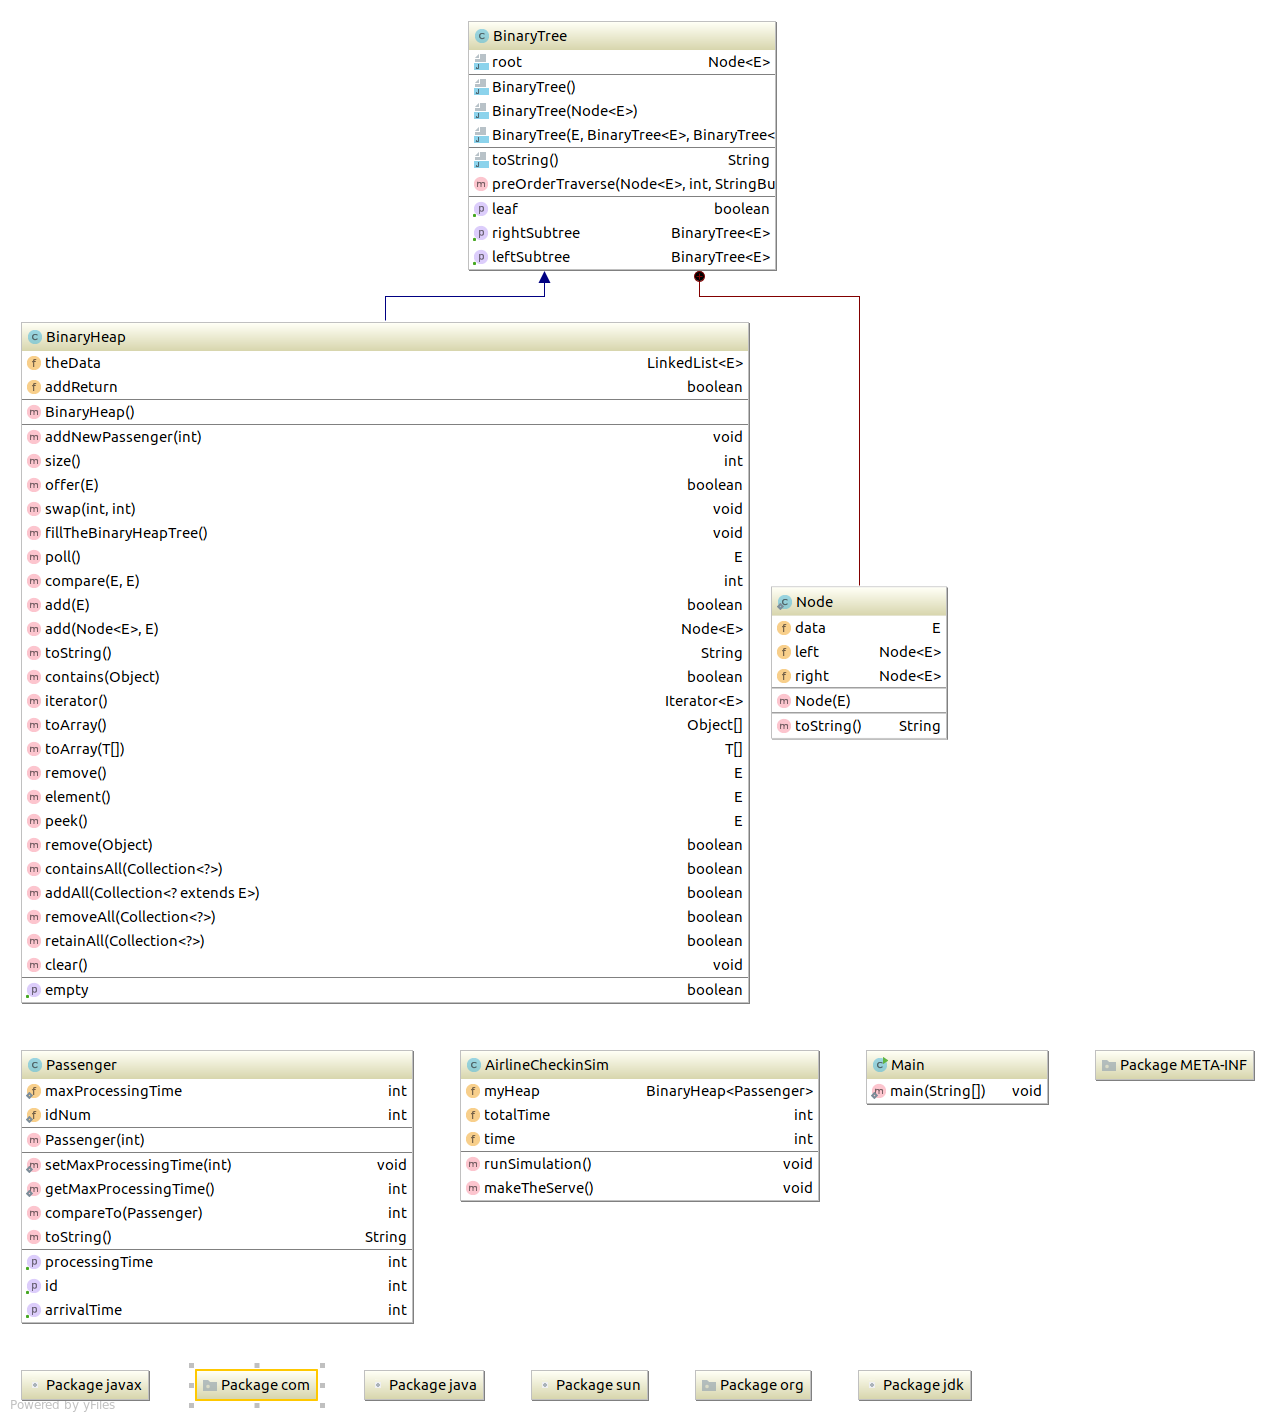 BinaryTree
root Node<E>
BinaryTree()
BinaryTree(Node<E>)
BinaryTree(E, BinaryTree<E>, BinaryTree<
toString() String
preOrderTraverse(Node<E>, int, StringBu
leaf boolean
rightSubtree BinaryTree<E>
leftSubtree BinaryTree<E>
BinaryHeap
theData LinkedList<E>
addReturn boolean
BinaryHeap()
addNewPassenger(int) void
size() int
offer(E) boolean
swap(int, int) void
fillTheBinaryHeapTree() void
poll() E
compare(E, E) int
add(E) boolean
add(Node<E>, E) Node<E>
toString() String
contains(Object) boolean
iterator() Iterator<E>
toArray() Object[]
toArray(T[]) T[]
remove() E
element() E
peek() E
remove(Object) boolean
containsAll(Collection<?>) boolean
addAll(Collection<? extends E>) boolean
removeAll(Collection<?>) boolean
retainAll(Collection<?>) boolean
clear() void
empty boolean
Node
data E
left Node<E>
right Node<E>
Node(E)
toString() String
Passenger
maxProcessingTime int
idNum int
Passenger(int)
setMaxProcessingTime(int) void
getMaxProcessingTime() int
compareTo(Passenger) int
toString() String
processingTime int
id int
arrivalTime int
AirlineCheckinSim
myHeap BinaryHeap<Passenger>
totalTime int
time int
runSimulation() void
makeTheServe() void
Main
main(String[]) void
Package META-INF
Package javax
Package com
Package java
Package sun
Package org
Package jdk
Powered by yFiles